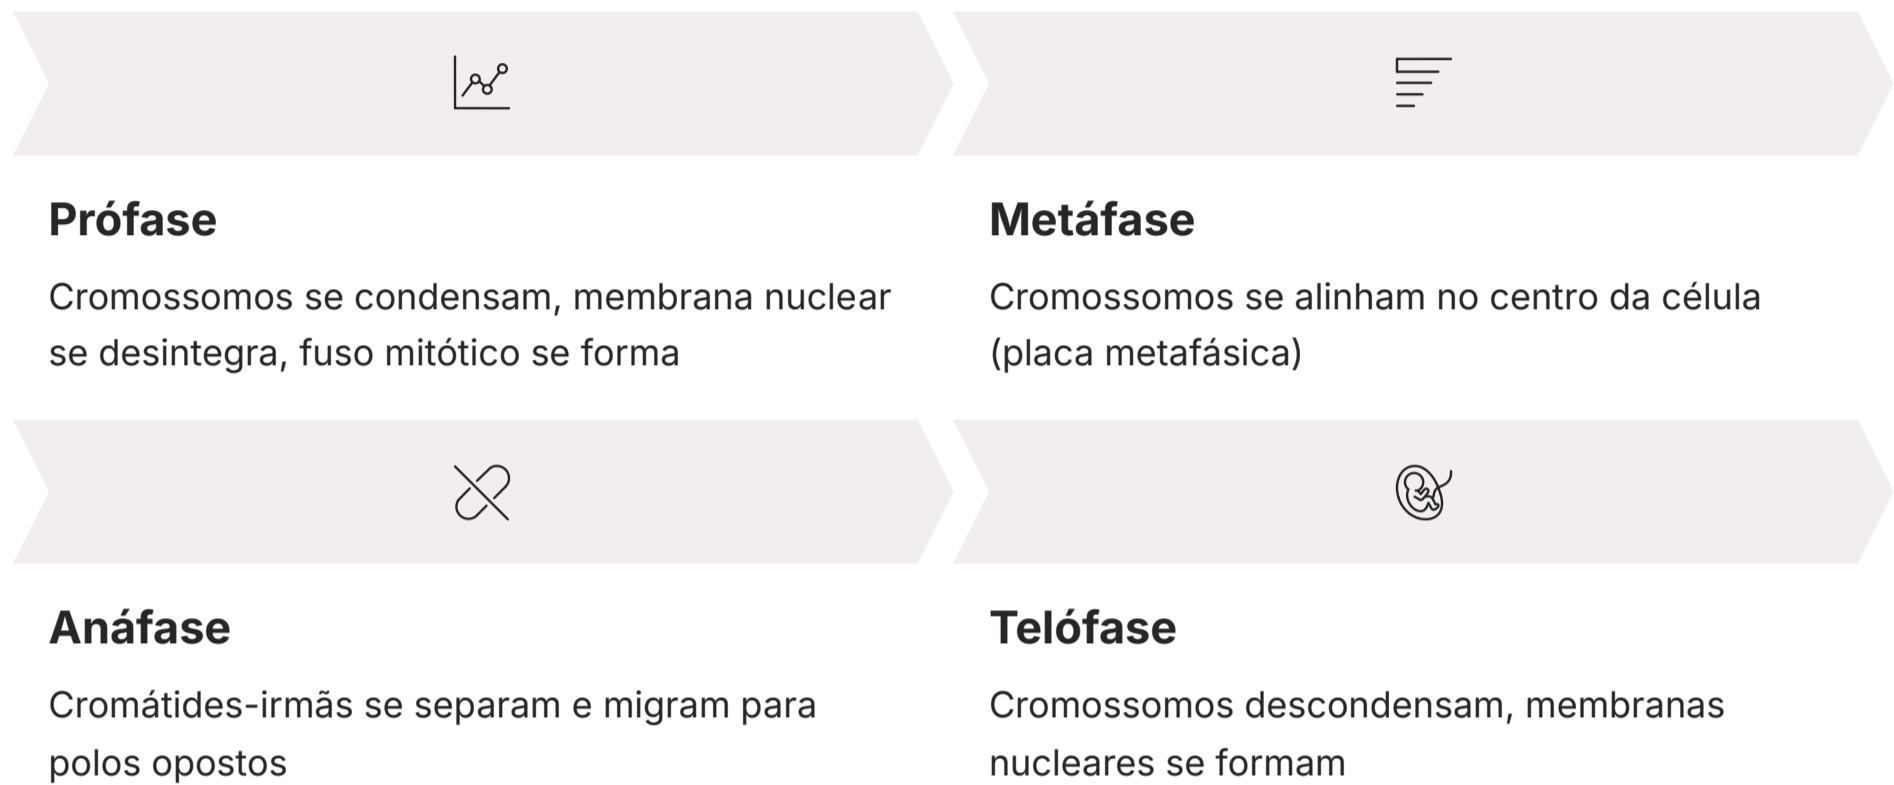 Prófase
Cromossomos se condensam, membrana nuclear
se desintegra, fuso mitótico se forma
Metáfase
Cromossomos se alinham no centro da célula
(placa metafásica)
Anáfase
Cromátides-irmãs se separam e migram para
polos opostos
Telófase
Cromossomos descondensam, membranas
nucleares se formam